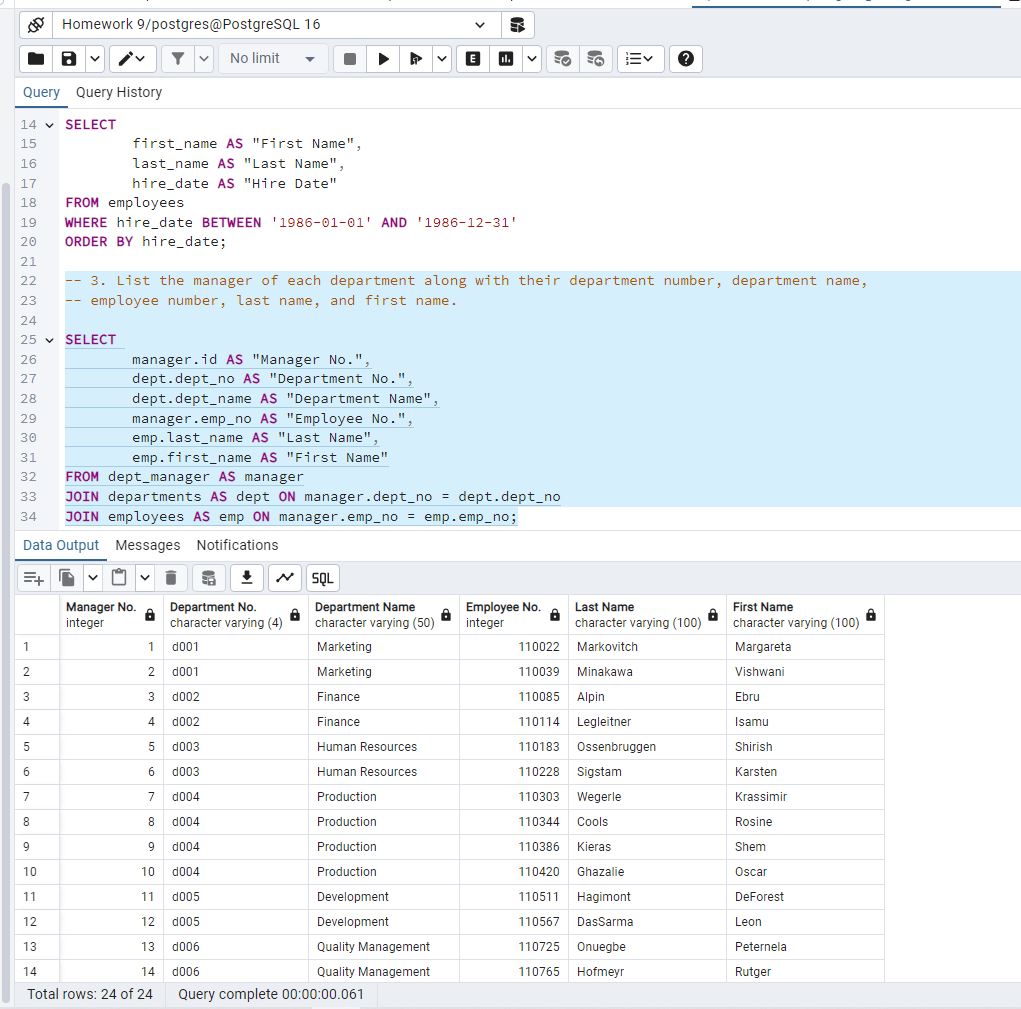 Homework 9/postgres@PostgreSQL 16
No limit
E
SQL
Query Query History
14 SELECT
15 first_name AS "First Name",
16 last_name AS "Last Name",
17 hire_date AS "Hire Date"
18 FROM employees
19 WHERE hire_date BETWEEN '1986-01-01' AND '1986-12-31'
20 ORDER BY hire_date;
21
22 -- 3. List the manager of each department along with their department number, department name,
23 -- employee number, last name, and first name.
24
25 SELECT
26 manager.id AS "Manager No.",
27 dept.dept_no AS "Department No.",
28 dept.dept_name AS "Department Name",
29 manager.emp_no AS "Employee No.",
30 emp.last_name AS "Last Name",
31 emp.first_name AS "First Name"
32 FROM dept_manager AS manager
33 JOIN departments AS dept ON manager.dept_no = dept.dept_no
34 JOIN employees AS emp ON manager.emp_no = emp.emp_no;
Data Output Messages Notifications
Manager No. Department No. Department Name Employee No. Last Name First Name
integer character varying (4) character varying (50) integer character varying (100) character varying (100)
1 1 d001 Marketing 110022 Markovitch Margareta
2 2 d001 Marketing 110039 Minakawa Vishwani
3 3 d002 Finance 110085 Alpin Ebru
4 4 d002 Finance 110114 Legleitner Isamu
5 5 d003 Human Resources 110183 Ossenbruggen Shirish
6 6 d003 Human Resources 110228 Sigstam Karsten
7 7 d004 Production 110303 Wegerle Krassimir
8 8 d004 Production 110344 Cools Rosine
9 9 d004 Production 110386 Kieras Shem
10 10 d004 Production 110420 Ghazalie Oscar
11 11 d005 Development 110511 Hagimont DeForest
12 12 d005 Development 110567 DasSarma Leon
13 13 d006 Quality Management 110725 Onuegbe Peternela
14 14 d006 Quality Management 110765 Hofmeyr Rutger
Total rows: 24 of 24 Query complete 00:00:00.061